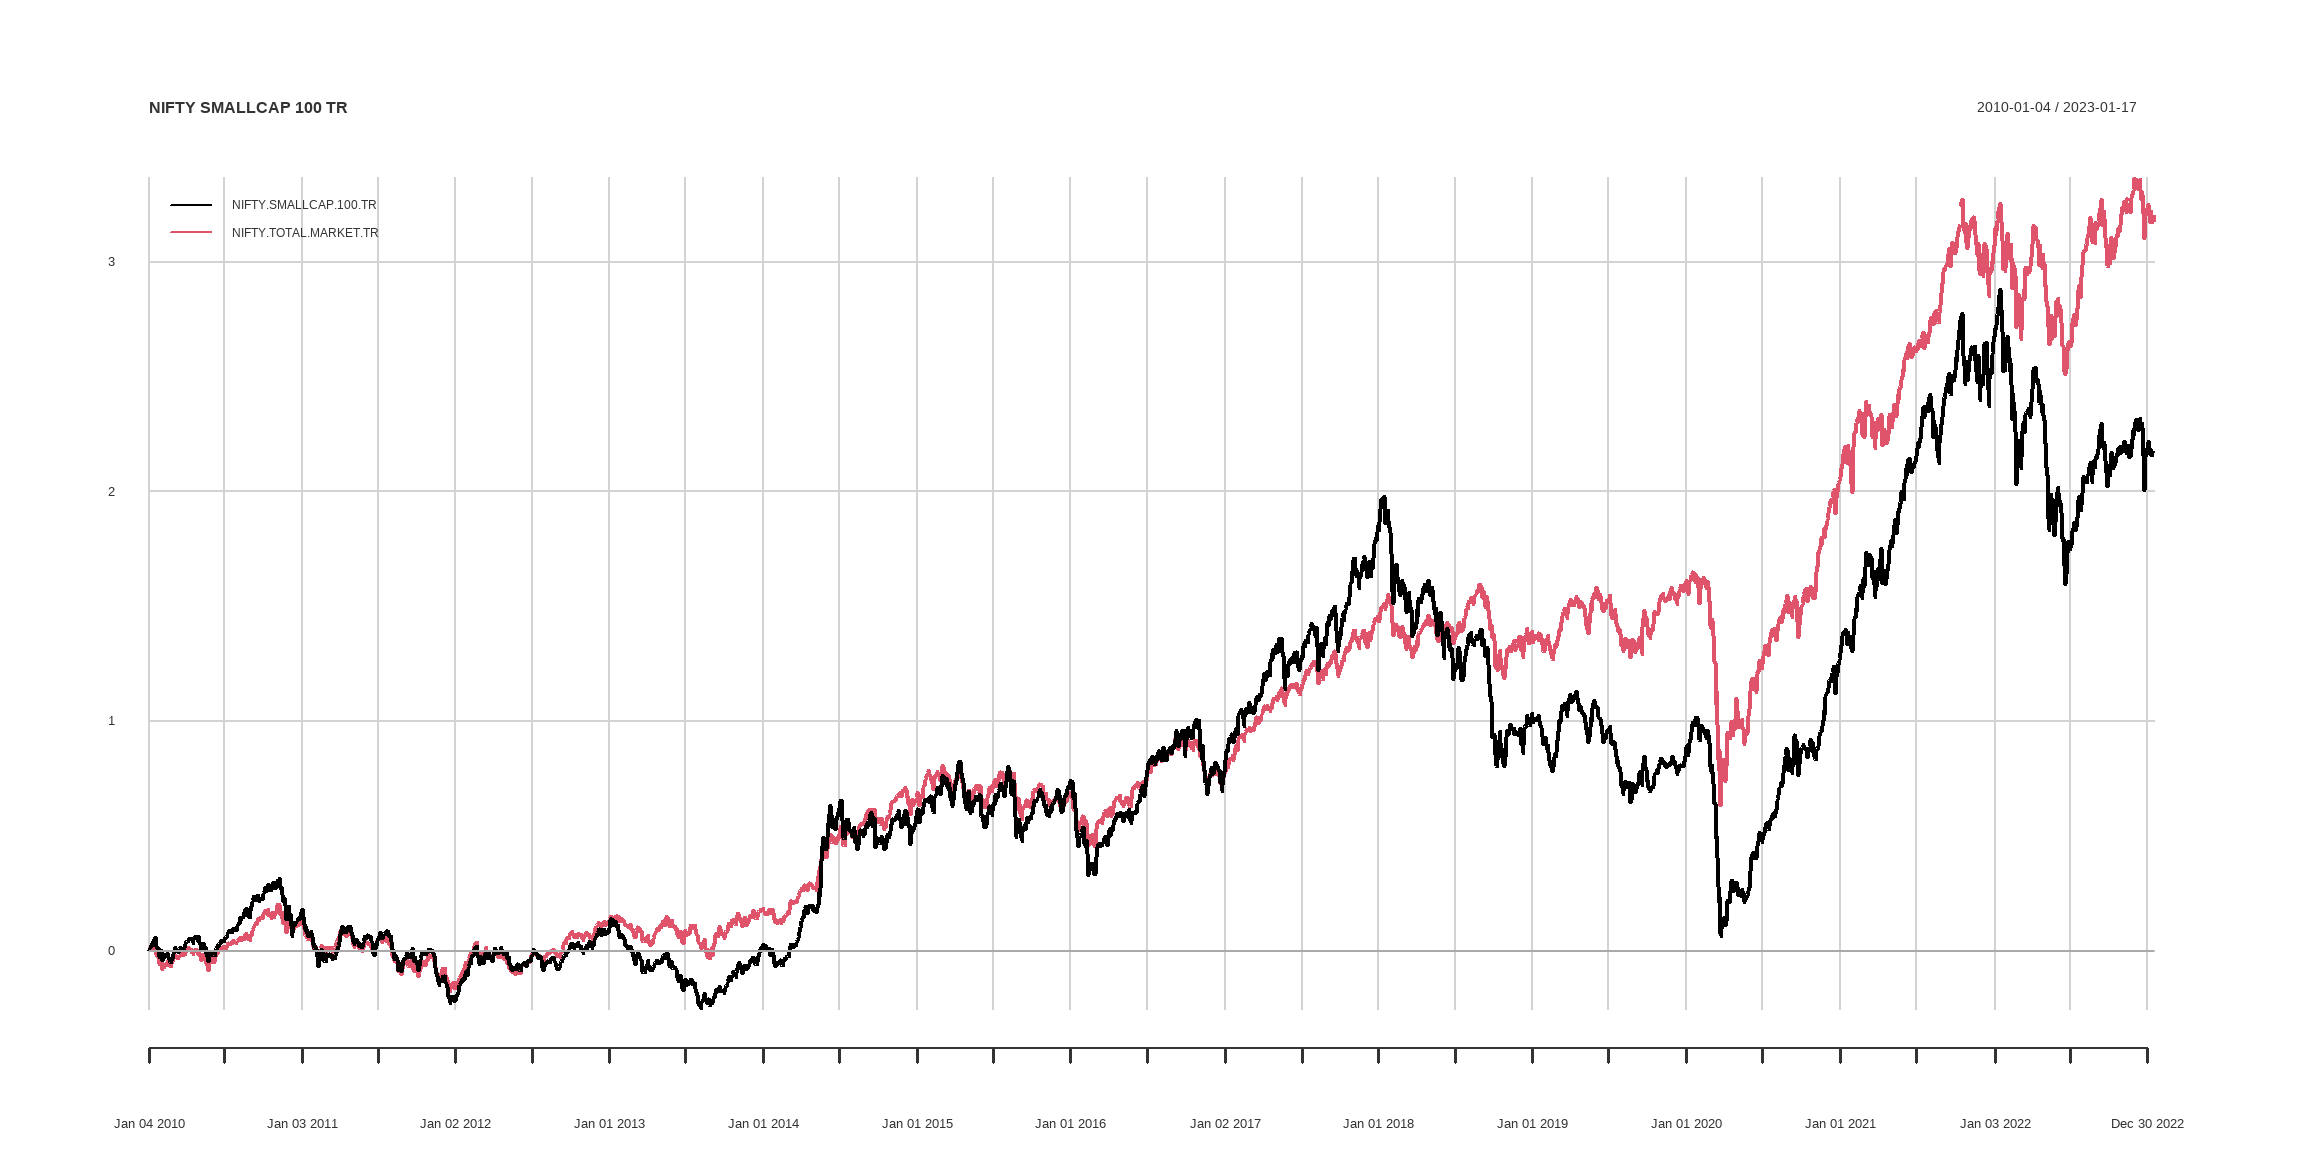 NIFTY SMALLCAP 100 TR
2010-01-04 / 2023-01-17
NIFTY.SMALLCAP.100.TR
NIFTY.TOTAL.MARKET.TR
3
2
1
0
Jan 04 2010 Jan 03 2011 Jan 02 2012 Jan 01 2013 Jan 01 2014 Jan 01 2015 Jan 01 2016 Jan 02 2017 Jan 01 2018 Jan 01 2019 Jan 01 2020 Jan 01 2021 Jan 03 2022 Dec 30 2022